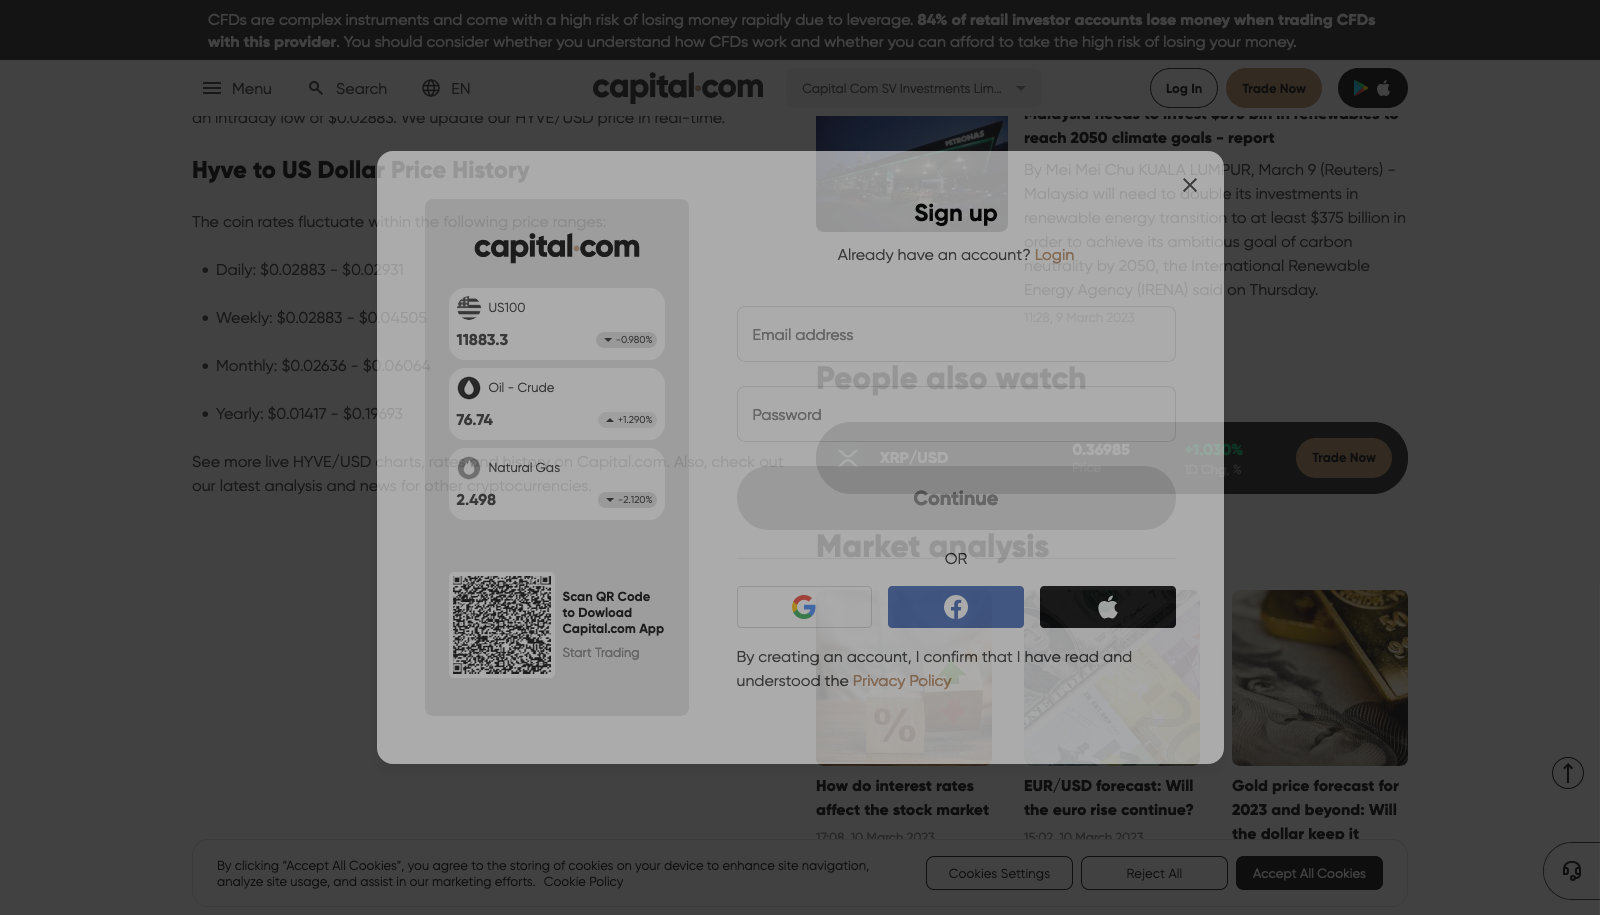 CFDs are complex instruments and come with a high risk of losing money rapidly due to leverage. 84% of retail investor accounts lose money when trading CFDs
with this provider. You should consider whether you understand how CFDs work and whether you can afford to take the high risk of losing your money.
Menu
Search
EN
capital.com
Capital Com SV Investments Lim...
Log In
Trade Now
an intraday low of $0.02883. We update our HYVE/USD price in real-time.
Hyve to US Dollar Price History
The coin rates fluctuate within the following price ranges:
• Daily: $0.02883 - $0.02931
• Weekly: $0.02883 - $0.04505
• Monthly: $0.02636 - $0.06064
• Yearly: $0.01417 - $0.19693
See more live HYVE/USD charts, rates and history on Capital.com. Also, check out
our latest analysis and news for other cryptocurrencies.
PETRONAS
Malaysia needs to invest $375 bln in renewables to
reach 2050 climate goals - report
By Mei Mei Chu KUALA LUMPUR, March 9 (Reuters) -
Malaysia will need to double its investments in
renewable energy transition to at least $375 billion in
order to achieve its ambitious goal of carbon
neutrality by 2050, the International Renewable
Energy Agency (IRENA) said on Thursday.
11:28, 9 March 2023
People also watch
XRP/USD
0.36985
Price
+1.030%
1D Chg, %
Trade Now
Market analysis
%
How do interest rates
affect the stock market
17:08, 10 March 2023
EUR/USD forecast: Will
the euro rise continue?
15:02, 10 March 2023
Gold price forecast for
2023 and beyond: Will
the dollar keep it
capital.com
US100
11883.3
-0.980%
Oil - Crude
76.74
+1.290%
Natural Gas
2.498
-2.120%
Scan QR Code
to Dowload
Capital.com App
Start Trading
Sign up
Already have an account? Login
Email address
Password
Continue
OR
By creating an account, I confirm that I have read and
understood the Privacy Policy
By clicking “Accept All Cookies”, you agree to the storing of cookies on your device to enhance site navigation,
analyze site usage, and assist in our marketing efforts. Cookie Policy
Cookies Settings
Reject All
Accept All Cookies